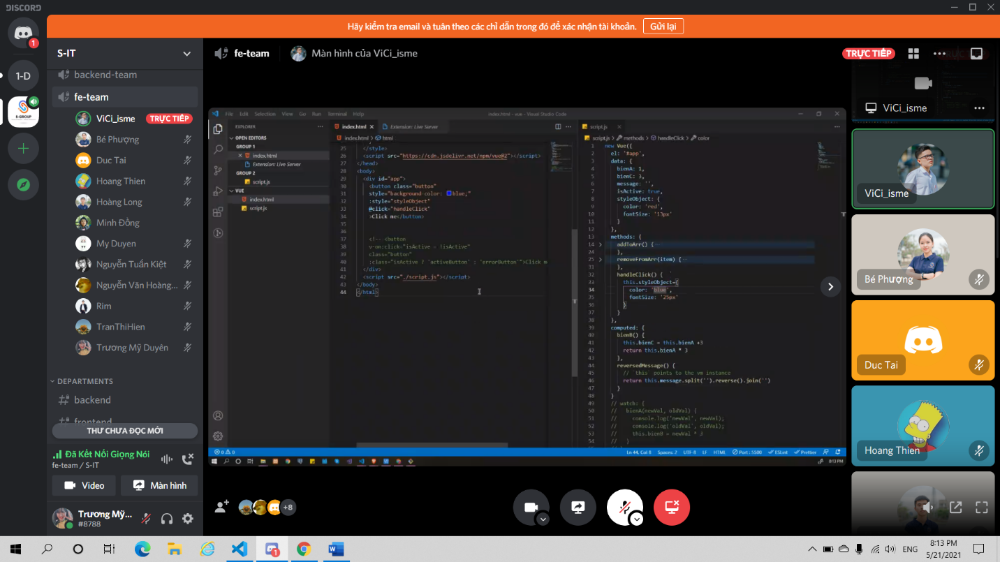 DISCORD
Hãy kiểm tra email và tuân theo các chỉ dẫn trong đó để xác nhận tài khoản.
Gửi lại
1
1-D
S-GROUP
S-IT
backend-team
fe-team
ViCi_isme
TRỰC TIẾP
Bé Phượng
Duc Tai
Hoang Thien
Hoàng Long
Minh Đồng
My Duyen
Nguyễn Tuấn Kiệt
Nguyễn Văn Hoàng...
Rim
TranThiHien
Trương Mỹ Duyên
DEPARTMENTS
backend
frontend
THƯ CHƯA ĐỌC MỚI
Đã Kết Nối Giọng Nói
fe-team / S-IT
Video
Màn hình
Trương Mỹ...
#8788
fe-team
Màn hình của ViCi_isme
TRỰC TIẾP
File Edit Selection View Go Run Terminal Help
index.html - vue - Visual Studio Code
EXPLORER
OPEN EDITORS
GROUP 1
index.html
Extension: Live Server
GROUP 2
script.js
VUE
index.html
script.js
index.html
Extension: Live Server
index.html > html
25 </style>
26 <script src="https://cdn.jsdelivr.net/npm/vue@2"></script>
27 </head>
28 <body>
29 <div id="app">
30 <button class="button"
31 style="background-color: blue;"
32 :style="styleObject"
33 @click="handleClick"
34 >Click me</button>
35
36
37 <!-- <button
38 v-on:click="isActive = !isActive"
39 class="button"
40 :class="isActive ? 'activeButton' : 'errorButton'">Click m
41 </div>
42 <script src="./script.js"></script>
43 </body>
44 </html>
script.js
script.js > methods > handleClick > color
1 new Vue({
2 el: '#app',
3 data: {
4 bienA: 1,
5 bienC: 3,
6 message: '',
7 isActive: true,
8 styleObject: {
9 color: 'red',
10 fontSize: '13px'
11 }
12 },
13 methods: {
14 addToArr() {
24 },
25 removeFromArr(item) {
31 },
32 handleClick() {
33 this.styleObject={
34 color: 'blue',
35 fontSize: '25px'
36 }
37 }
38 },
39 computed: {
40 bienB() {
41 this.bienC = this.bienA +3
42 return this.bienA * 3
43 },
44 reversedMessage() {
45 // `this` points to the vm instance
46 return this.message.split('').reverse().join('')
47 }
48 }
49 // watch: {
50 // bienA(newVal, oldVal) {
51 // console.log('newVal', newVal);
52 // console.log('oldVal', oldVal);
53 // this.bienB = newVal * 3
54 // }
0 0
Ln 44, Col 8 Spaces: 2 UTF-8 LF HTML Port : 5500 ESLint Prettier
8:13 PM
ViCi_isme
ViCi_isme
Bé Phượng
Duc Tai
Hoang Thien
+8
1
ENG
8:13 PM
5/21/2021